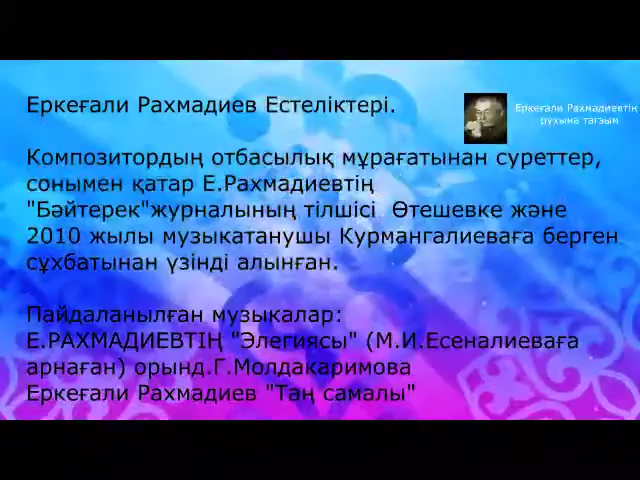 Еркеғали Рахмадиев Естеліктері.
Еркеғали Рахмадиевтің
рухына тағзым
Композитордың отбасылық мұрағатынан суреттер,
сонымен қатар Е.Рахмадиевтің
"Бәйтерек"журналының тілшісі Өтешевке және
2010 жылы музыкатанушы Курмангалиеваға берген
сұхбатынан үзінді алынған.
Пайдаланылған музыкалар:
Е.РАХМАДИЕВТІҢ "Элегиясы" (М.И.Есеналиеваға
арнаған) орынд.Г.Молдакаримова
Еркеғали Рахмадиев "Таң самалы"